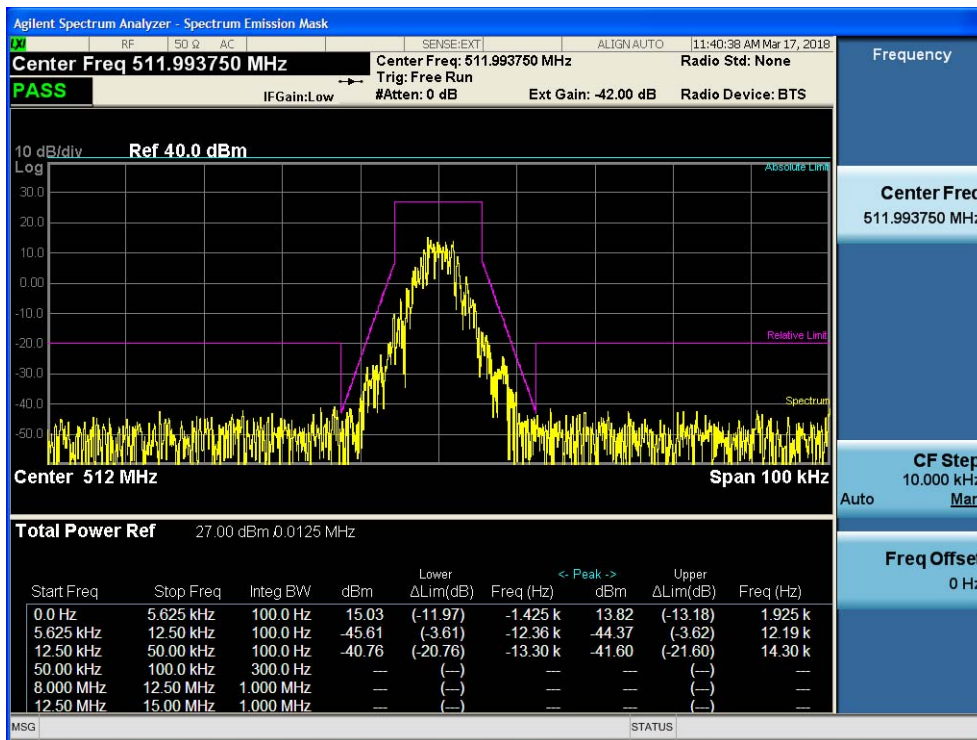 Agilent Spectrum Analyzer - Spectrum Emission Mask
LXI RF 50 Ω AC SENSE:EXT ALIGN AUTO 11:40:38 AM Mar 17, 2018
Center Freq 511.993750 MHz Center Freq: 511.993750 MHz Radio Std: None
Trig: Free Run
PASS IFGain:Low #Atten: 0 dB Ext Gain: -42.00 dB Radio Device: BTS
10 dB/div Ref 40.0 dBm
Log Absolute Limit
30.0
20.0
10.0
0.00
-10.0
-20.0 Relative Limit
-30.0
-40.0 Spectrum
-50.0
Center 512 MHz Span 100 kHz
Total Power Ref 27.00 dBm/0.0125 MHz
Lower <- Peak -> Upper
Start Freq Stop Freq Integ BW dBm ΔLim(dB) Freq (Hz) dBm ΔLim(dB) Freq (Hz)
0.0 Hz 5.625 kHz 100.0 Hz 15.03 (-11.97) -1.425 k 13.82 (-13.18) 1.925 k
5.625 kHz 12.50 kHz 100.0 Hz -45.61 (-3.61) -12.36 k -44.37 (-3.62) 12.19 k
12.50 kHz 50.00 kHz 100.0 Hz -40.76 (-20.76) -13.30 k -41.60 (-21.60) 14.30 k
50.00 kHz 100.0 kHz 300.0 Hz --- (---) --- --- (---) ---
8.000 MHz 12.50 MHz 1.000 MHz --- (---) --- --- (---) ---
12.50 MHz 15.00 MHz 1.000 MHz --- (---) --- --- (---) ---
MSG STATUS
Frequency
Center Freq
511.993750 MHz
CF Step
10.000 kHz
Auto Man
Freq Offset
0 Hz